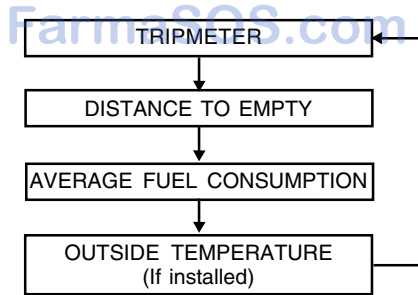 FarmaSOS.com
TRIPMETER
DISTANCE TO EMPTY
AVERAGE FUEL CONSUMPTION
OUTSIDE TEMPERATURE
(If installed)